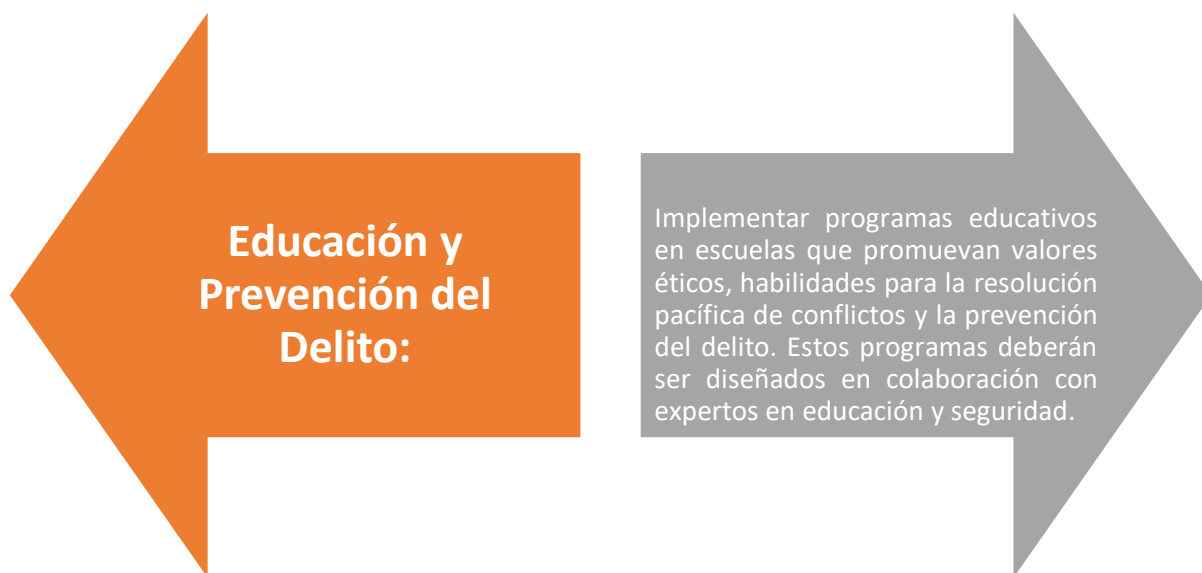 Educación y
Prevención del
Delito:
Implementar programas educativos
en escuelas que promuevan valores
éticos, habilidades para la resolución
pacífica de conflictos y la prevención
del delito. Estos programas deberán
ser diseñados en colaboración con
expertos en educación y seguridad.